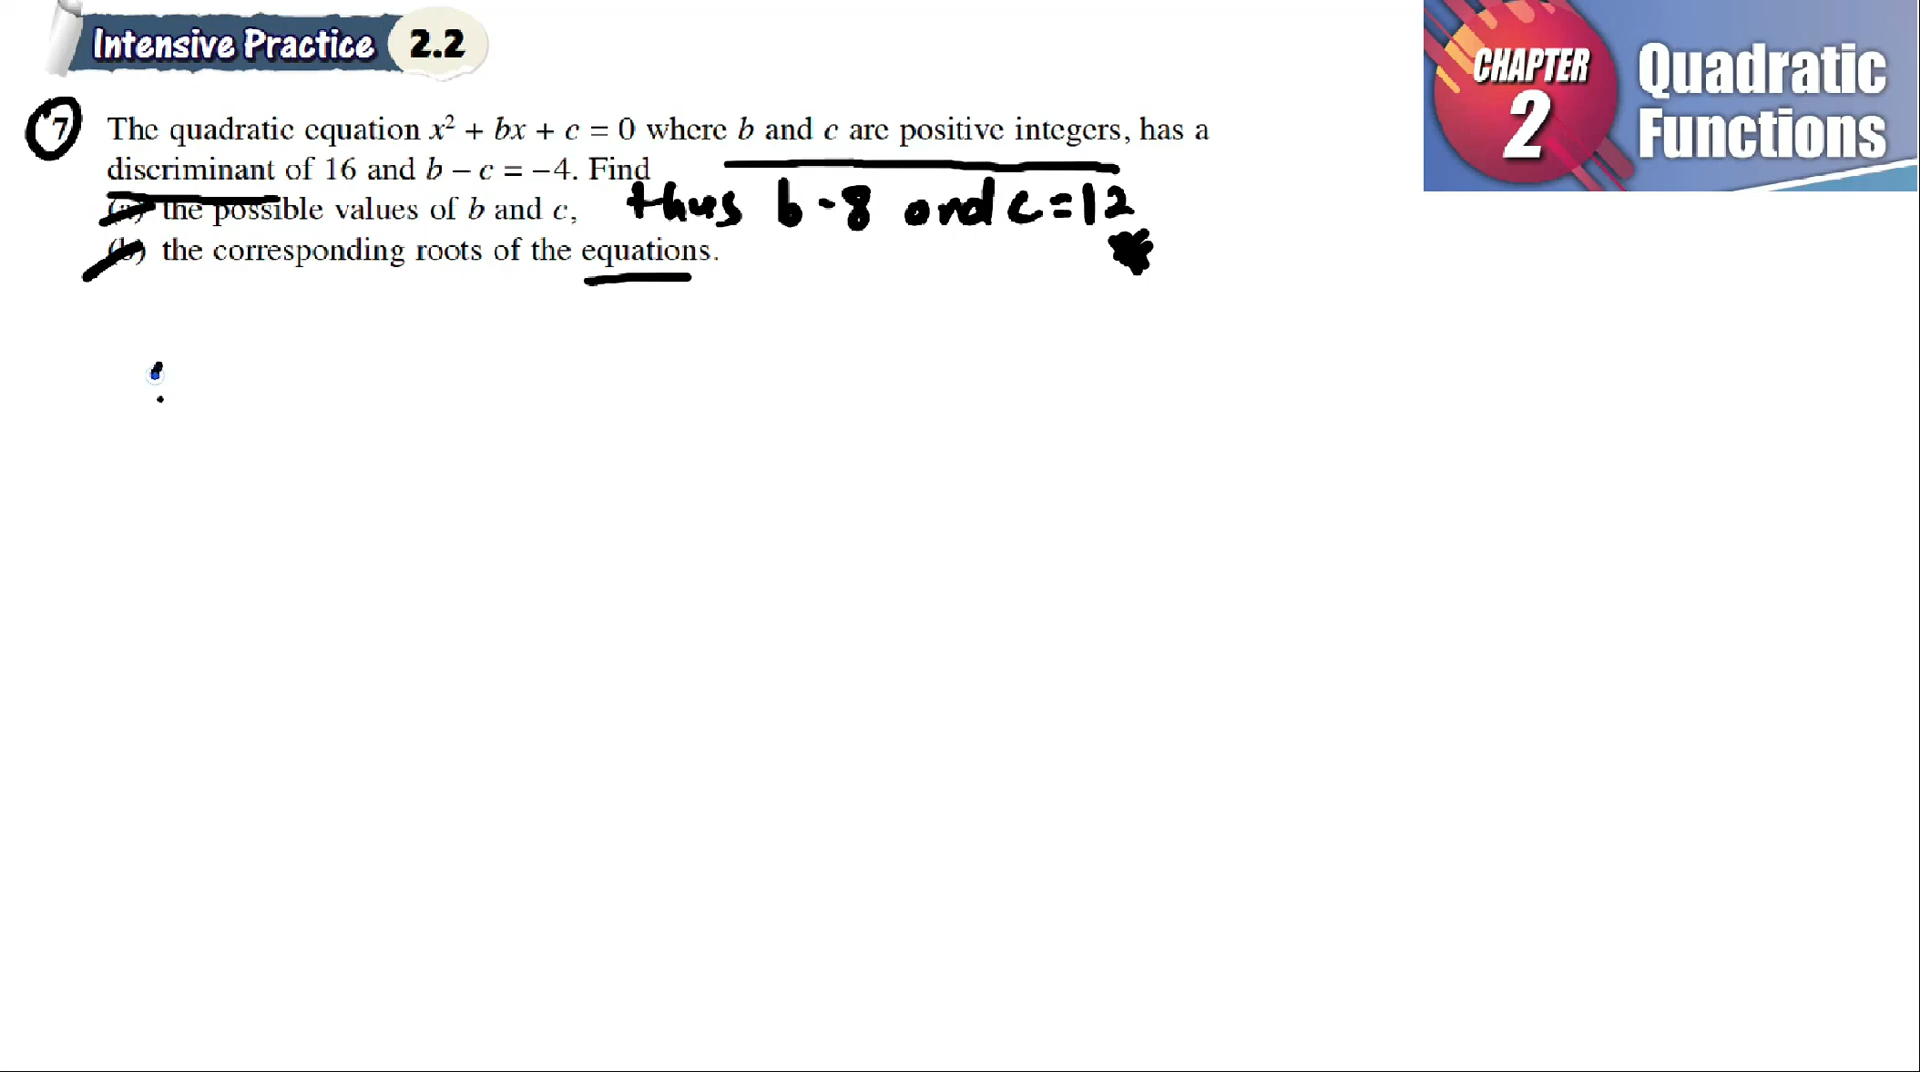 Intensive Practice 2.2
CHAPTER 2
Quadratic
Functions
7 The quadratic equation x² + bx + c = 0 where b and c are positive integers, has a
discriminant of 16 and b – c = –4. Find
(a) the possible values of b and c,
thus b - 8 and c = 12
(b) the corresponding roots of the equations.